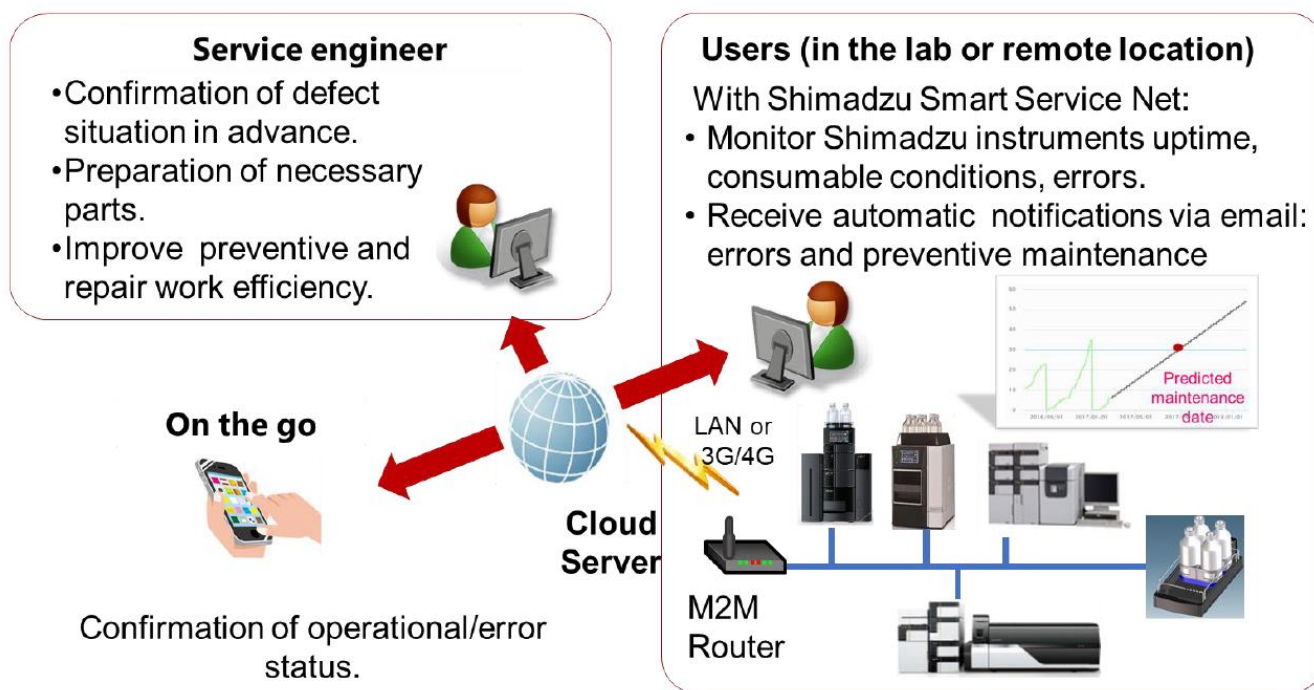 Service engineer
•Confirmation of defect
situation in advance.
•Preparation of necessary
parts.
•Improve preventive and
repair work efficiency.
Users (in the lab or remote location)
With Shimadzu Smart Service Net:
• Monitor Shimadzu instruments uptime,
consumable conditions, errors.
• Receive automatic notifications via email:
errors and preventive maintenance
Predicted
maintenance
date
On the go
LAN or
3G/4G
Cloud
Server
M2M
Router
Confirmation of operational/error
status.